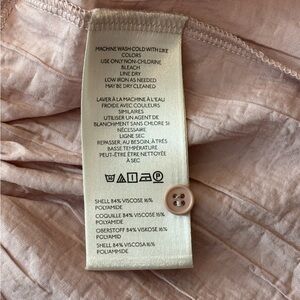 MACHINE WASH COLD WITH LIKE
COLORS
USE ONLY NON-CHLORINE
BLEACH
LINE DRY
LOW IRON AS NEEDED
MAY BE DRY CLEANED
LAVER À LA MACHINE À L'EAU
FROIDE AVEC COULEURS
SIMILAIRES
UTILISER UN AGENT DE
BLANCHIMENT SANS CHLORE SI
NÉCESSAIRE
LIGNE SEC
REPASSER, AU BESOIN, À TRÈS
BASSE TEMPÉRATURE.
PEUT-ÊTRE ÊTRE NETTOYÉE
À SEC
SHELL 84% VISCOSE 16%
POLYAMIDE
COQUILLE 84% VISCOSE 16%
POLYAMIDE
OBERSTOFF 84% VISKOSE 16%
POLYAMID
SHELL 84% VISCOSA 16%
POLIAMMIDE